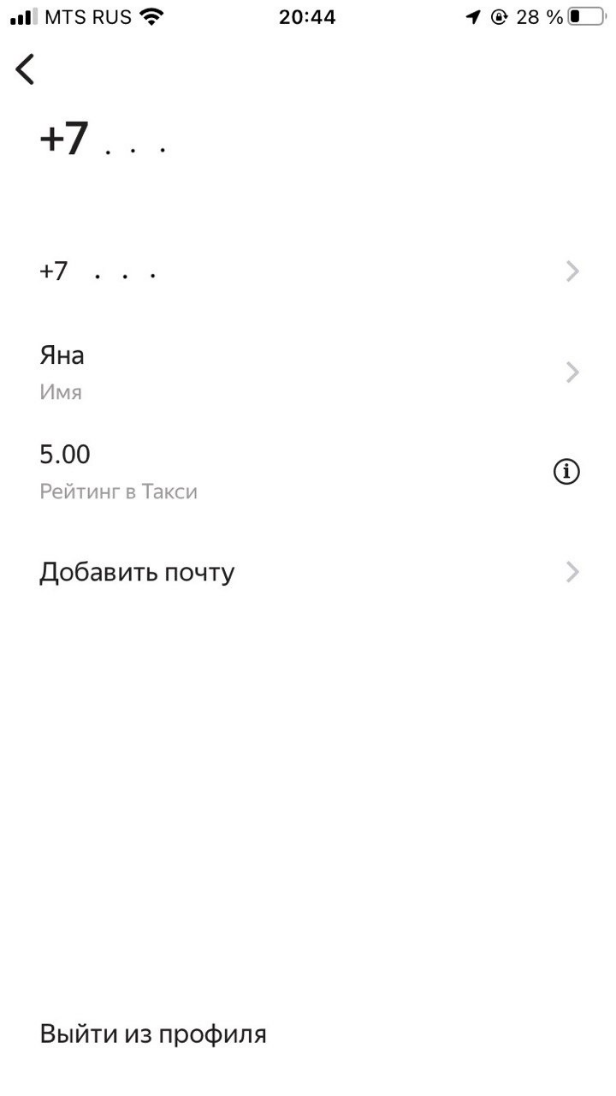 MTS RUS 20:44 28 %
+7 . . .
+7 . . .
Яна
Имя
5.00
Рейтинг в Такси
Добавить почту
Выйти из профиля